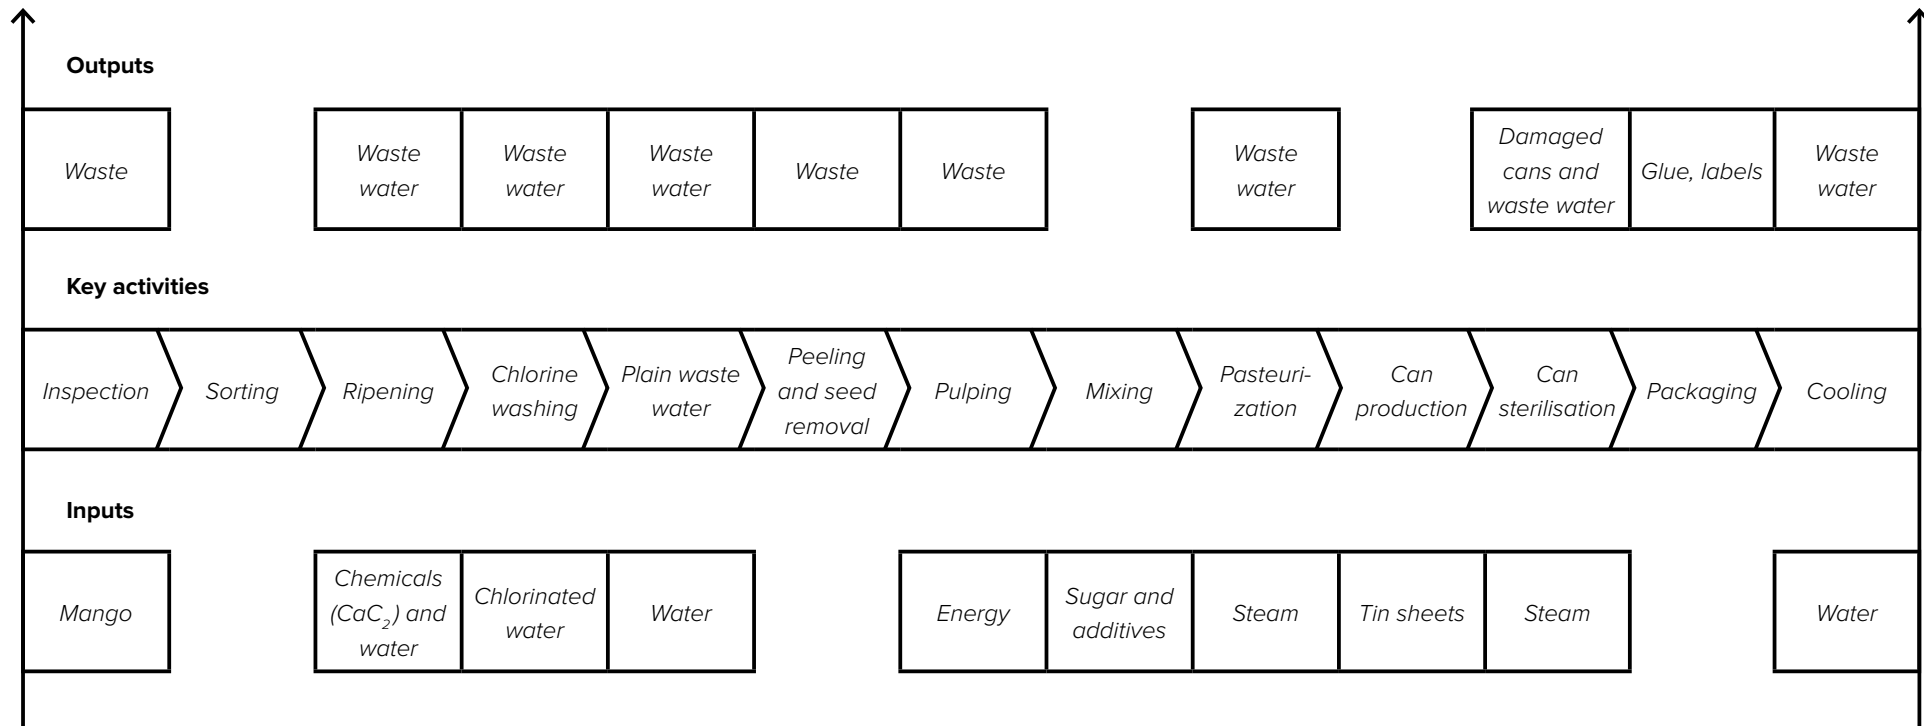 Outputs
Waste
Waste
water
Waste
water
Waste
water
Waste
Waste
Waste
water
Damaged
cans and
waste water
Glue, labels
Waste
water
Key activities
Inspection
Sorting
Ripening
Chlorine
washing
Plain waste
water
Peeling
and seed
removal
Pulping
Mixing
Pasteuri-
zation
Can
production
Can
sterilisation
Packaging
Cooling
Inputs
Mango
Chemicals
(CaC₂) and
water
Chlorinated
water
Water
Energy
Sugar and
additives
Steam
Tin sheets
Steam
Water